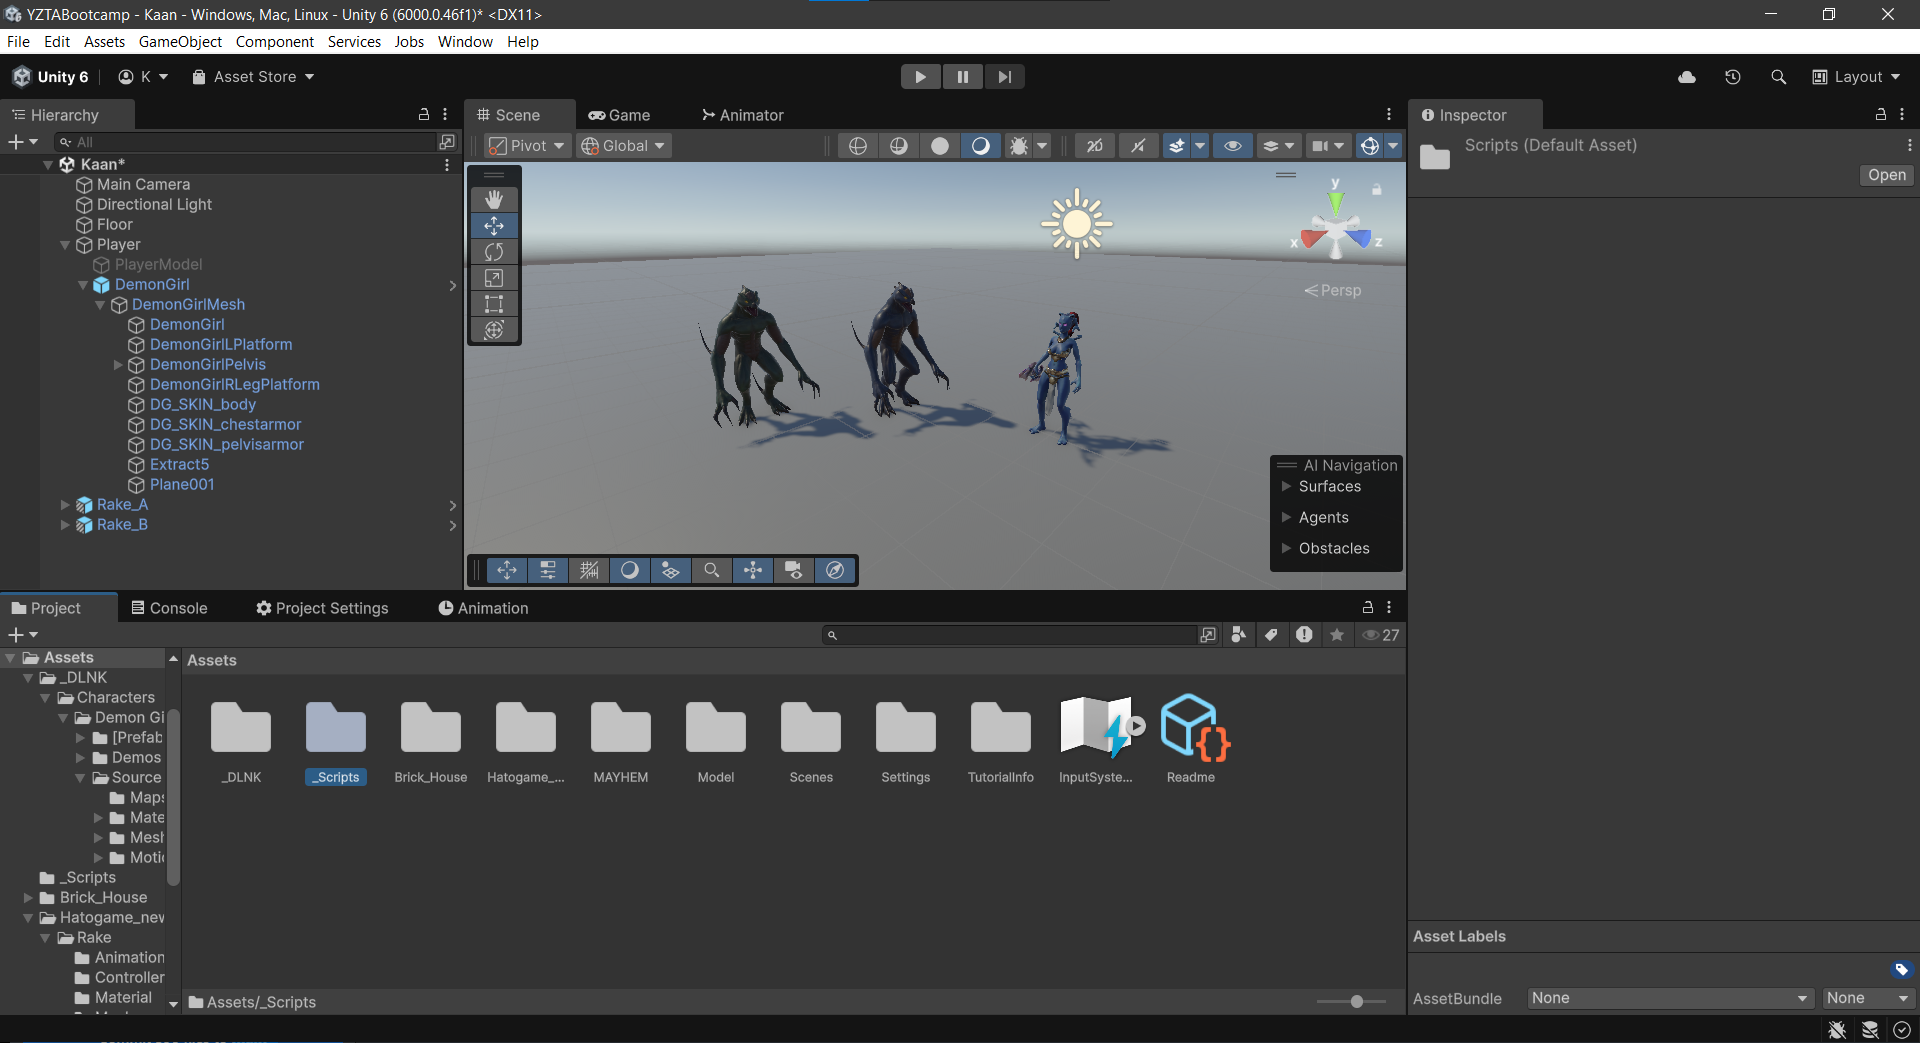 YZTABootcamp - Kaan - Windows, Mac, Linux - Unity 6 (6000.0.46f1)* <DX11>
File Edit Assets GameObject Component Services Jobs Window Help
Unity 6 K Asset Store Layout
Hierarchy
All
Kaan*
Main Camera
Directional Light
Floor
Player
PlayerModel
DemonGirl
DemonGirlMesh
DemonGirl
DemonGirlLPlatform
DemonGirlPelvis
DemonGirlRLegPlatform
DG_SKIN_body
DG_SKIN_chestarmor
DG_SKIN_pelvisarmor
Extract5
Plane001
Rake_A
Rake_B
Scene Game Animator
Pivot Global 2D
y
x z
Persp
AI Navigation
Surfaces
Agents
Obstacles
Inspector
Scripts (Default Asset)
Open
Project Console Project Settings Animation
27
Assets
_DLNK
Characters
Demon Gi
[Prefab
Demos
Source
Maps
Mate
Mesh
Motio
_Scripts
Brick_House
Hatogame_new
Rake
Animation
Controller
Material
Assets
_DLNK _Scripts Brick_House Hatogame_... MAYHEM Model Scenes Settings TutorialInfo InputSyste... Readme
Assets/_Scripts
Asset Labels
AssetBundle None None